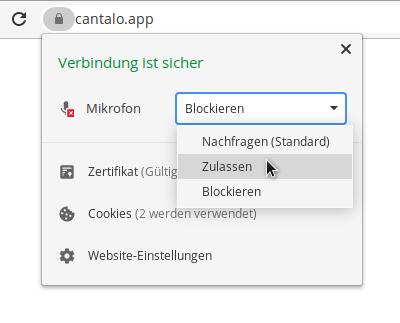 cantalo.app
Verbindung ist sicher
Mikrofon
Blockieren
Nachfragen (Standard)
Zulassen
Blockieren
Zertifikat (Gültig
Cookies (2 werden verwendet)
Website-Einstellungen